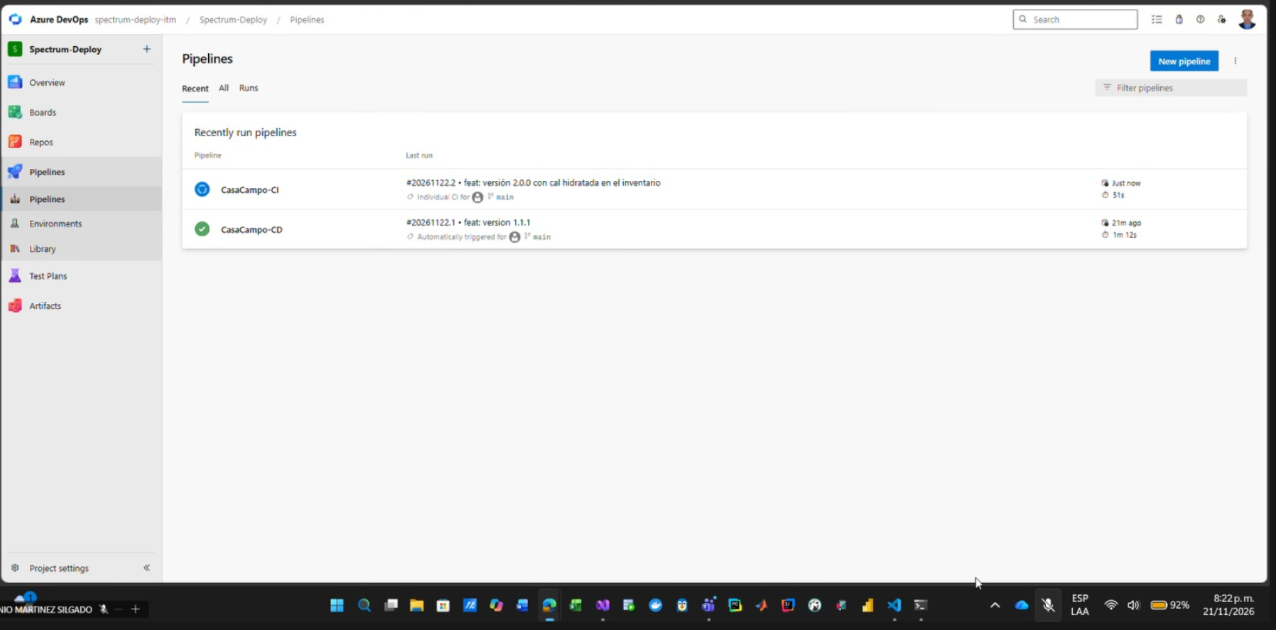 Azure DevOps spectrum-deploy-itm / Spectrum-Deploy / Pipelines
Search
S Spectrum-Deploy +
Overview
Boards
Repos
Pipelines
Pipelines
Environments
Library
Test Plans
Artifacts
Project settings
Pipelines
New pipeline
Recent All Runs
Filter pipelines
Recently run pipelines
Pipeline Last run
CasaCampo-CI
#20261122.2 • feat: versión 2.0.0 con cal hidratada en el inventario
Individual CI for main
Just now
51s
CasaCampo-CD
#20261122.1 • feat: version 1.1.1
Automatically triggered for main
21m ago
1m 12s
NIO MARTINEZ SILGADO
ESP
LAA
92%
8:22 p. m.
21/11/2026